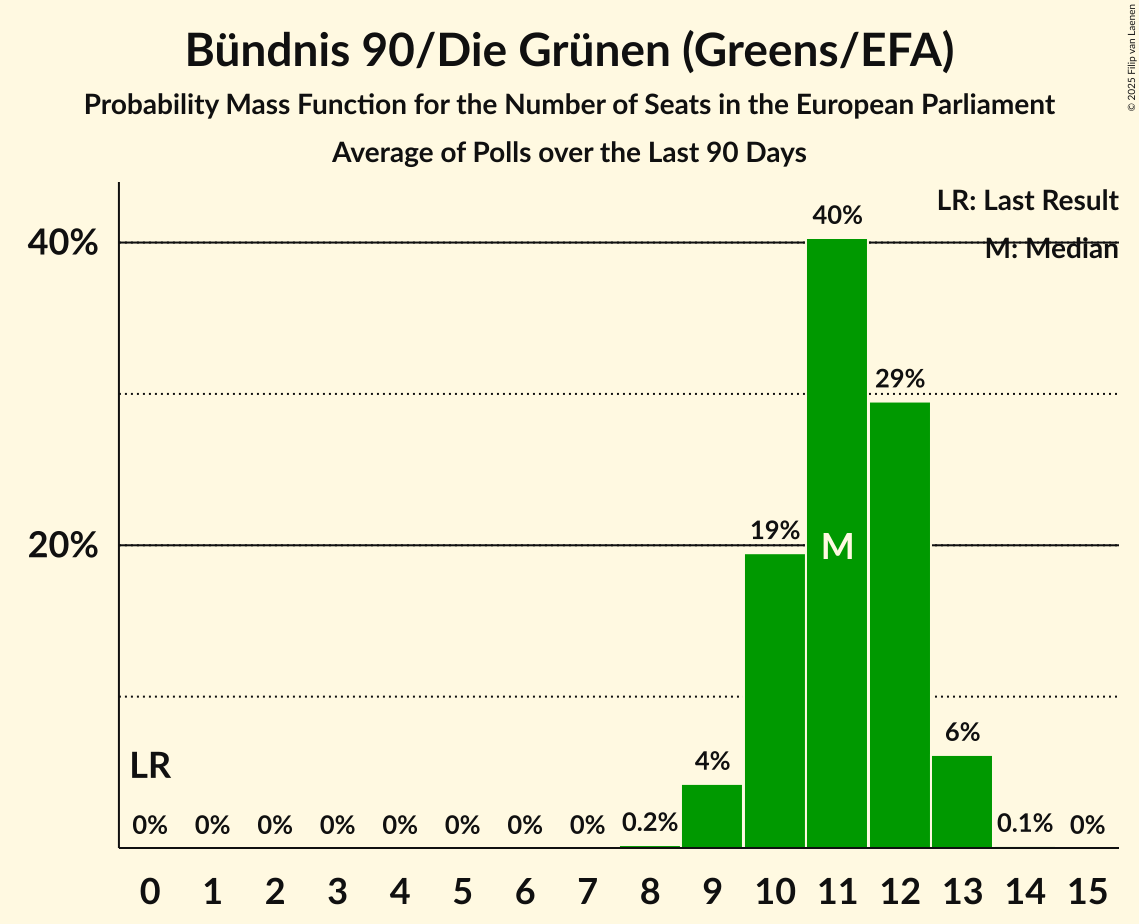 Bündnis 90/Die Grünen (Greens/EFA)
Probability Mass Function for the Number of Seats in the European Parliament
Average of Polls over the Last 90 Days
© 2025 Filip van Laenen
LR: Last Result
M: Median
40%
20%
40%
29%
19%
M
6%
4%
LR
0% 0% 0% 0% 0% 0% 0% 0% 0.2% 0.1% 0%
0 1 2 3 4 5 6 7 8 9 10 11 12 13 14 15